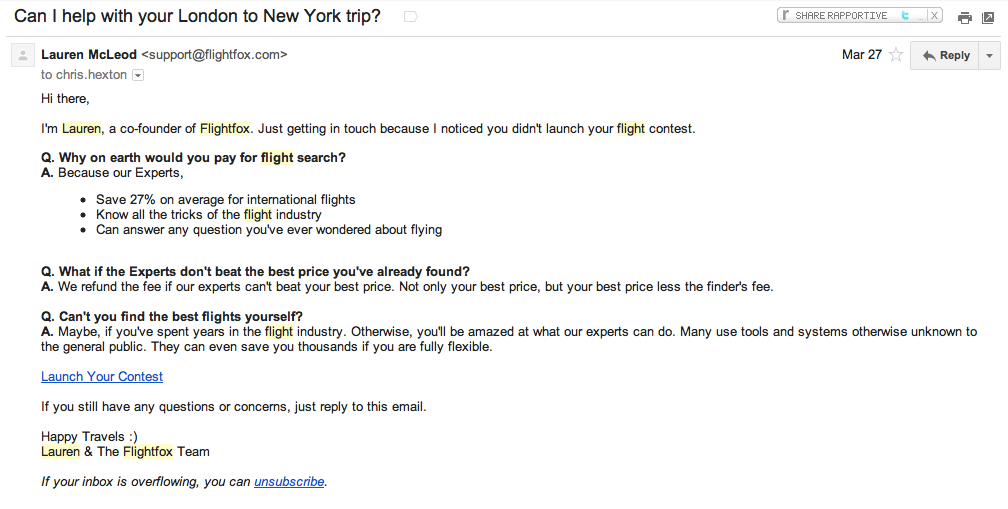 Can I help with your London to New York trip?
r SHARE RAPPORTIVE t ... X
Lauren McLeod <support@flightfox.com>
Mar 27
Reply
to chris.hexton
Hi there,
I'm Lauren, a co-founder of Flightfox. Just getting in touch because I noticed you didn't launch your flight contest.
Q. Why on earth would you pay for flight search?
A. Because our Experts,
• Save 27% on average for international flights
• Know all the tricks of the flight industry
• Can answer any question you've ever wondered about flying
Q. What if the Experts don't beat the best price you've already found?
A. We refund the fee if our experts can't beat your best price. Not only your best price, but your best price less the finder's fee.
Q. Can't you find the best flights yourself?
A. Maybe, if you've spent years in the flight industry. Otherwise, you'll be amazed at what our experts can do. Many use tools and systems otherwise unknown to
the general public. They can even save you thousands if you are fully flexible.
Launch Your Contest
If you still have any questions or concerns, just reply to this email.
Happy Travels :)
Lauren & The Flightfox Team
If your inbox is overflowing, you can unsubscribe.